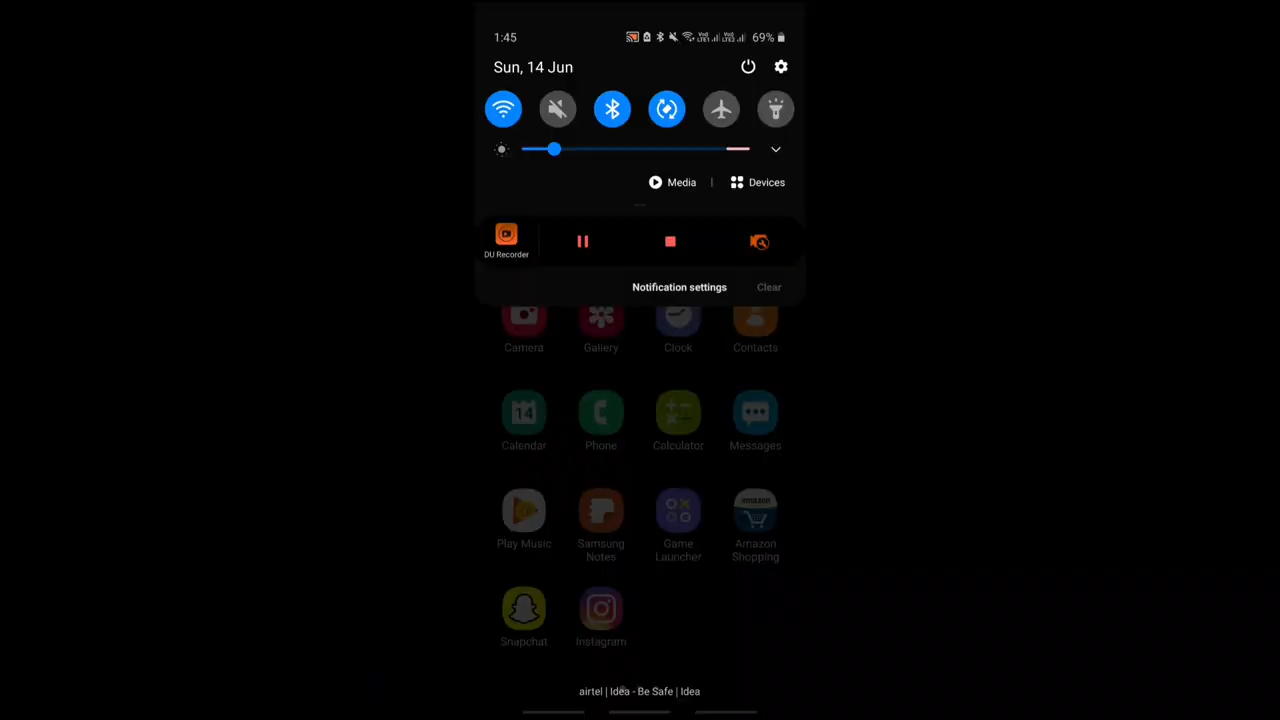 1:45 69%
Sun, 14 Jun
Media | Devices
DU Recorder
Notification settings Clear
Camera Gallery Clock Contacts
14
Calendar Phone Calculator Messages
amazon
Play Music Samsung Notes Game Launcher Amazon Shopping
Snapchat Instagram
airtel | Idea - Be Safe | Idea